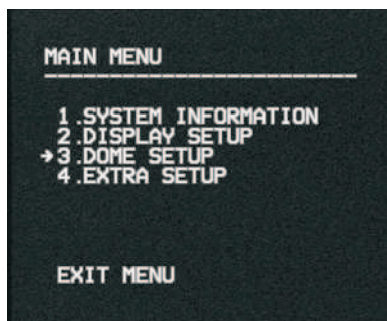 MAIN MENU
1.SYSTEM INFORMATION
2.DISPLAY SETUP
➔3.DOME SETUP
4.EXTRA SETUP
EXIT MENU